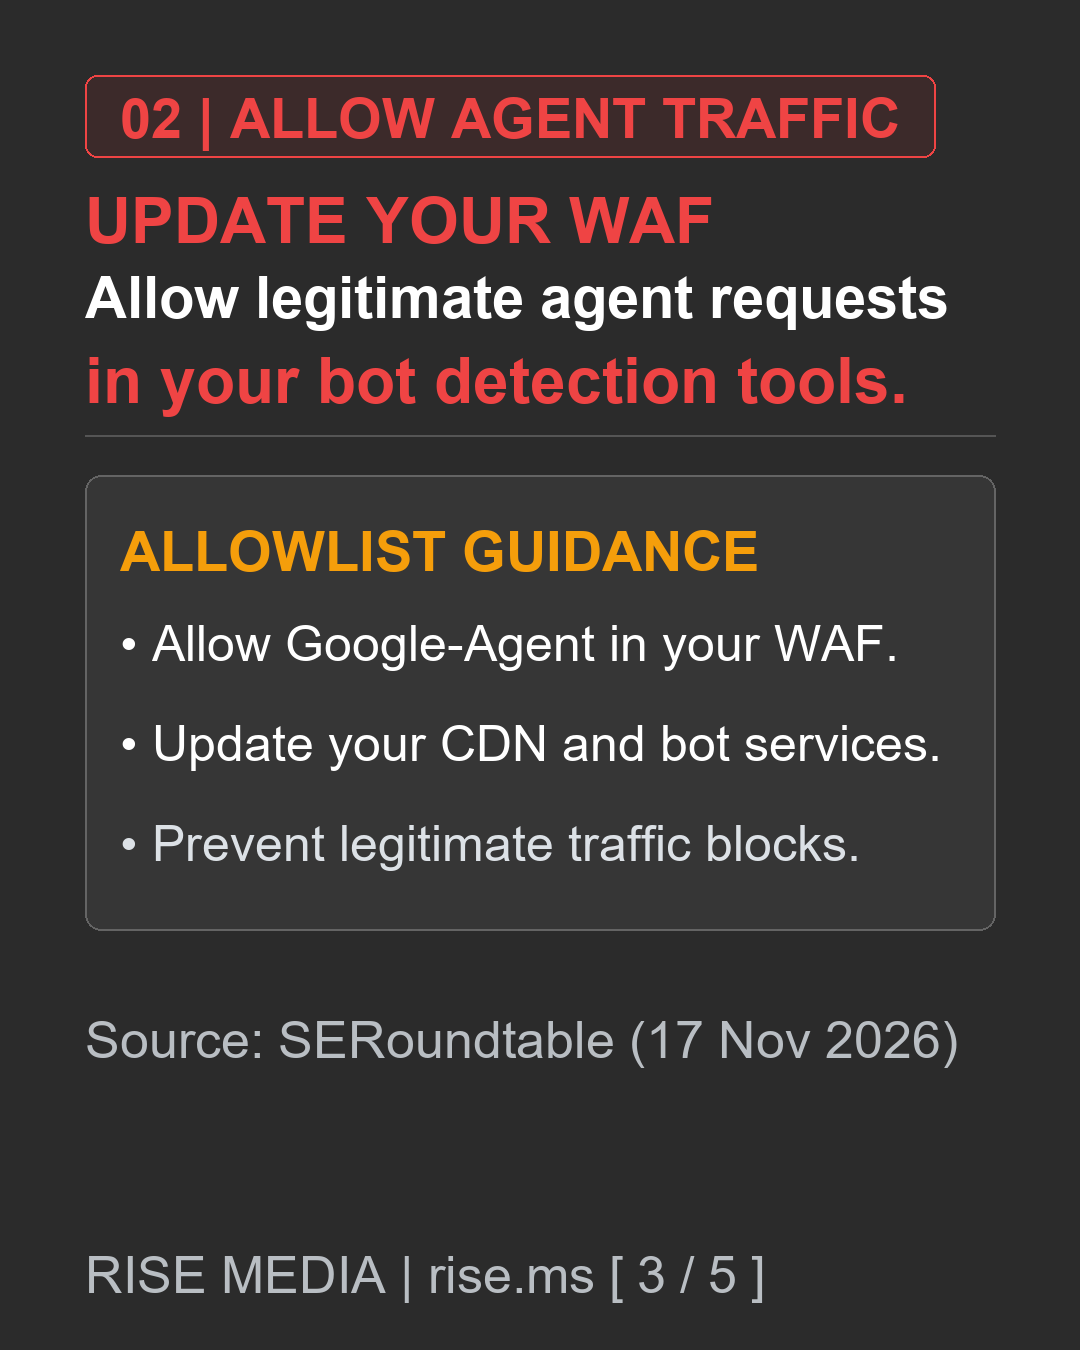 02 | ALLOW AGENT TRAFFIC
UPDATE YOUR WAF
Allow legitimate agent requests
in your bot detection tools.
ALLOWLIST GUIDANCE
• Allow Google-Agent in your WAF.
• Update your CDN and bot services.
• Prevent legitimate traffic blocks.
Source: SERoundtable (17 Nov 2026)
RISE MEDIA | rise.ms [ 3 / 5 ]